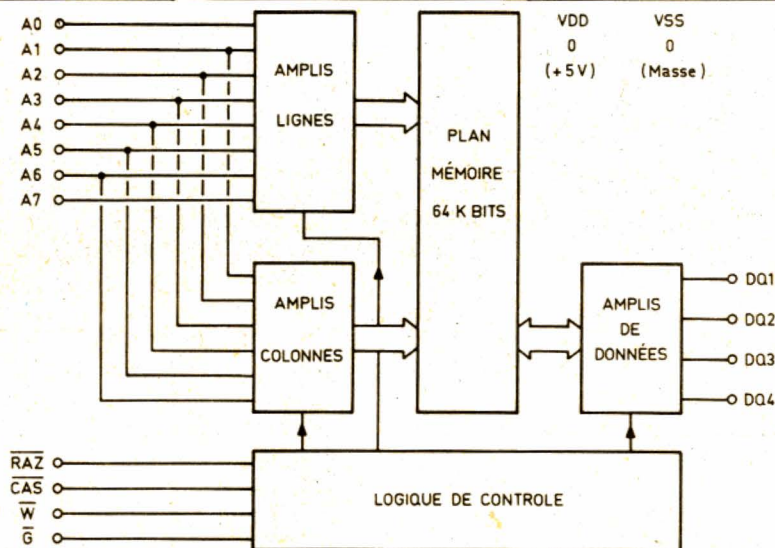 A0
A1
A2
A3
A4
A5
A6
A7
AMPLIS
LIGNES
PLAN
MÉMOIRE
64 K BITS
VDD
0
(+5V)
VSS
0
(Masse)
AMPLIS
COLONNES
AMPLIS
DE
DONNÉES
DQ1
DQ2
DQ3
DQ4
RAZ
CAS
W
G
LOGIQUE DE CONTROLE